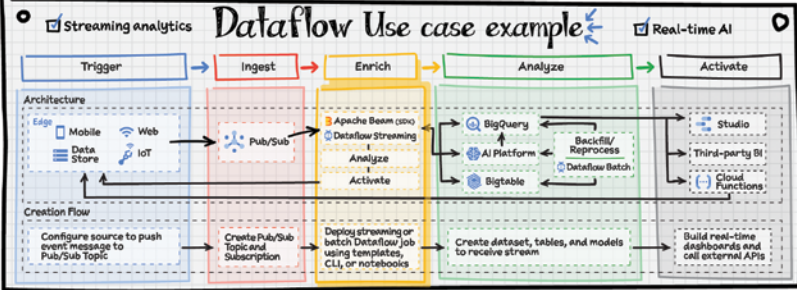 Streaming analytics
Dataflow Use case example
Real-time AI
Trigger
Ingest
Enrich
Analyze
Activate
Architecture
Edge
Mobile
Web
Data
Store
IoT
Pub/Sub
Apache Beam (SDK)
Dataflow Streaming
Analyze
Activate
BigQuery
AI Platform
Bigtable
Backfill/
Reprocess
Dataflow Batch
Studio
Third-party BI
Cloud
Functions
Creation Flow
Configure source to push
event message to
Pub/Sub Topic
Create Pub/Sub
Topic and
Subscription
Deploy streaming or
batch Dataflow job
using templates,
CLI, or notebooks
Create dataset, tables, and models
to receive stream
Build real-time
dashboards and
call external APIs